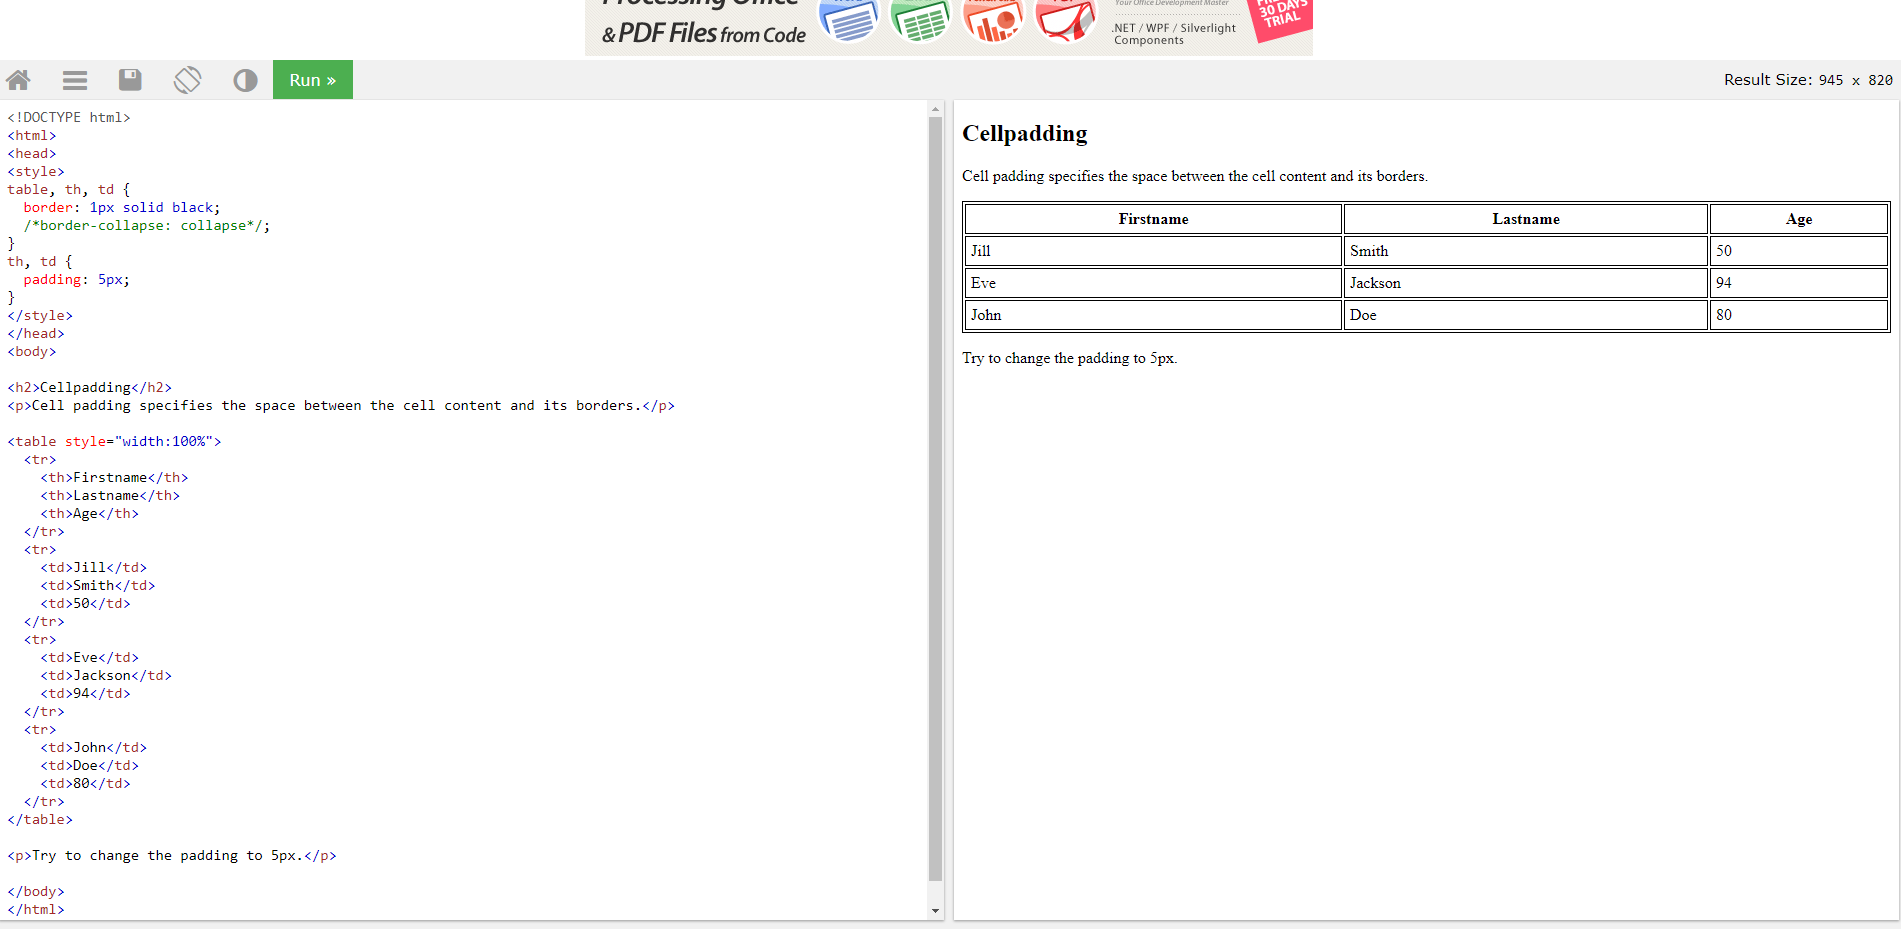 Processing Office
& PDF Files from Code
Your Office Development Master
.NET / WPF / Silverlight
Components
30 DAYS
TRIAL
Run »
Result Size: 945 x 820
<!DOCTYPE html>
<html>
<head>
<style>
table, th, td {
  border: 1px solid black;
  /*border-collapse: collapse*/;
}
th, td {
  padding: 5px;
}
</style>
</head>
<body>
<h2>Cellpadding</h2>
<p>Cell padding specifies the space between the cell content and its borders.</p>
<table style="width:100%">
  <tr>
    <th>Firstname</th>
    <th>Lastname</th>
    <th>Age</th>
  </tr>
  <tr>
    <td>Jill</td>
    <td>Smith</td>
    <td>50</td>
  </tr>
  <tr>
    <td>Eve</td>
    <td>Jackson</td>
    <td>94</td>
  </tr>
  <tr>
    <td>John</td>
    <td>Doe</td>
    <td>80</td>
  </tr>
</table>
<p>Try to change the padding to 5px.</p>
</body>
</html>
Cellpadding
Cell padding specifies the space between the cell content and its borders.
Firstname Lastname Age
Jill Smith 50
Eve Jackson 94
John Doe 80
Try to change the padding to 5px.